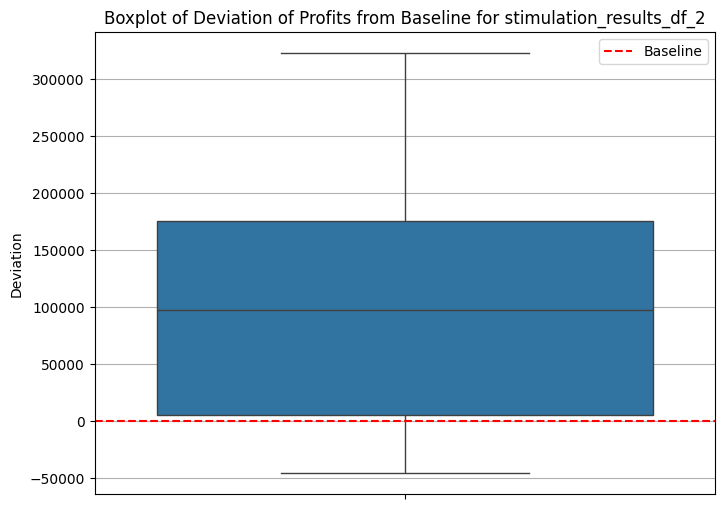 Boxplot of Deviation of Profits from Baseline for stimulation_results_df_2
Baseline
300000
250000
200000
150000
100000
50000
0
−50000
Deviation